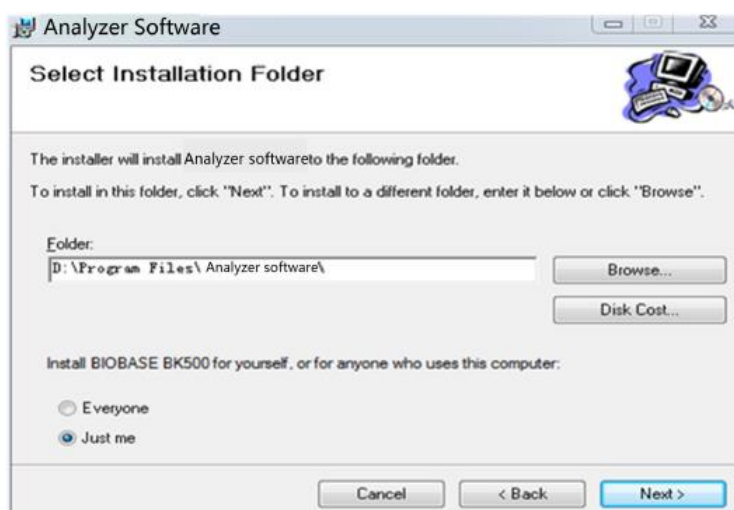 Analyzer Software
Select Installation Folder
The installer will install Analyzer softwareto the following folder.
To install in this folder, click "Next". To install to a different folder, enter it below or click "Browse".
Folder:
D:\Program Files\ Analyzer software\
Browse...
Disk Cost...
Install BIOBASE BK500 for yourself, or for anyone who uses this computer:
Everyone
Just me
Cancel
< Back
Next >